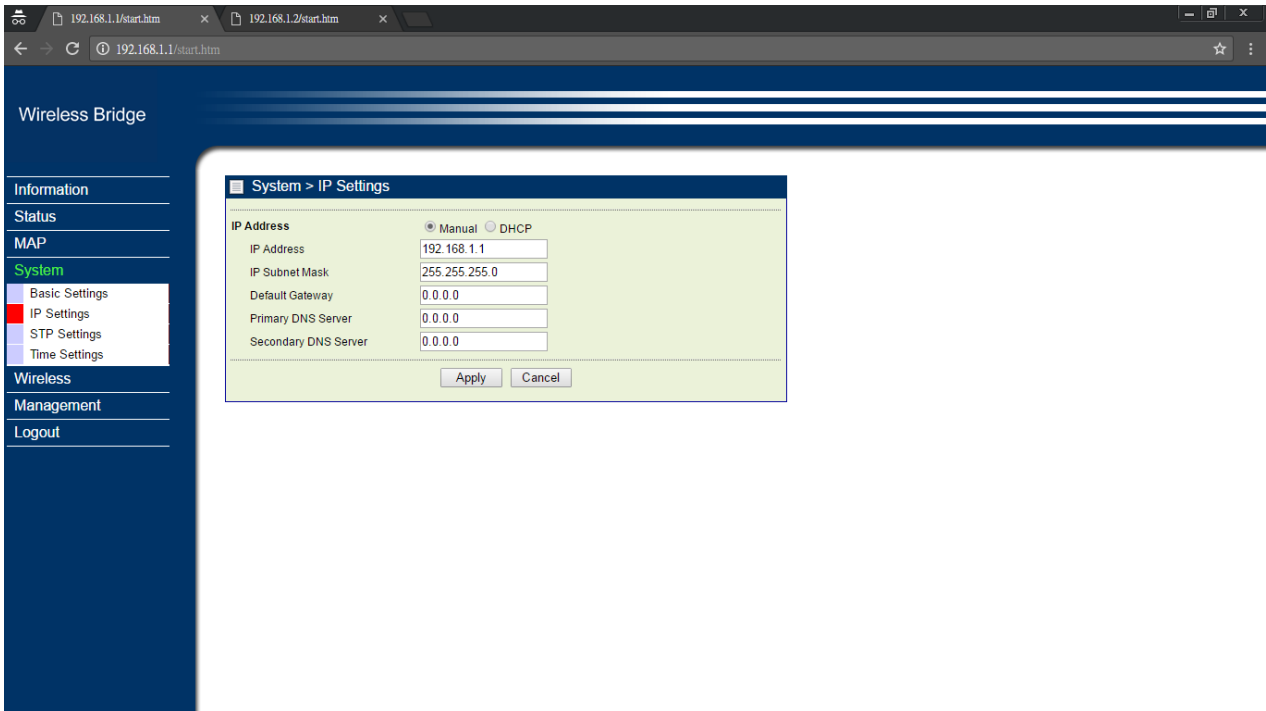 192.168.1.1/start.htm
192.168.1.2/start.htm
192.168.1.1/start.htm
Wireless Bridge
Information
Status
MAP
System
Basic Settings
IP Settings
STP Settings
Time Settings
Wireless
Management
Logout
System > IP Settings
IP Address Manual DHCP
IP Address 192.168.1.1
IP Subnet Mask 255.255.255.0
Default Gateway 0.0.0.0
Primary DNS Server 0.0.0.0
Secondary DNS Server 0.0.0.0
Apply Cancel